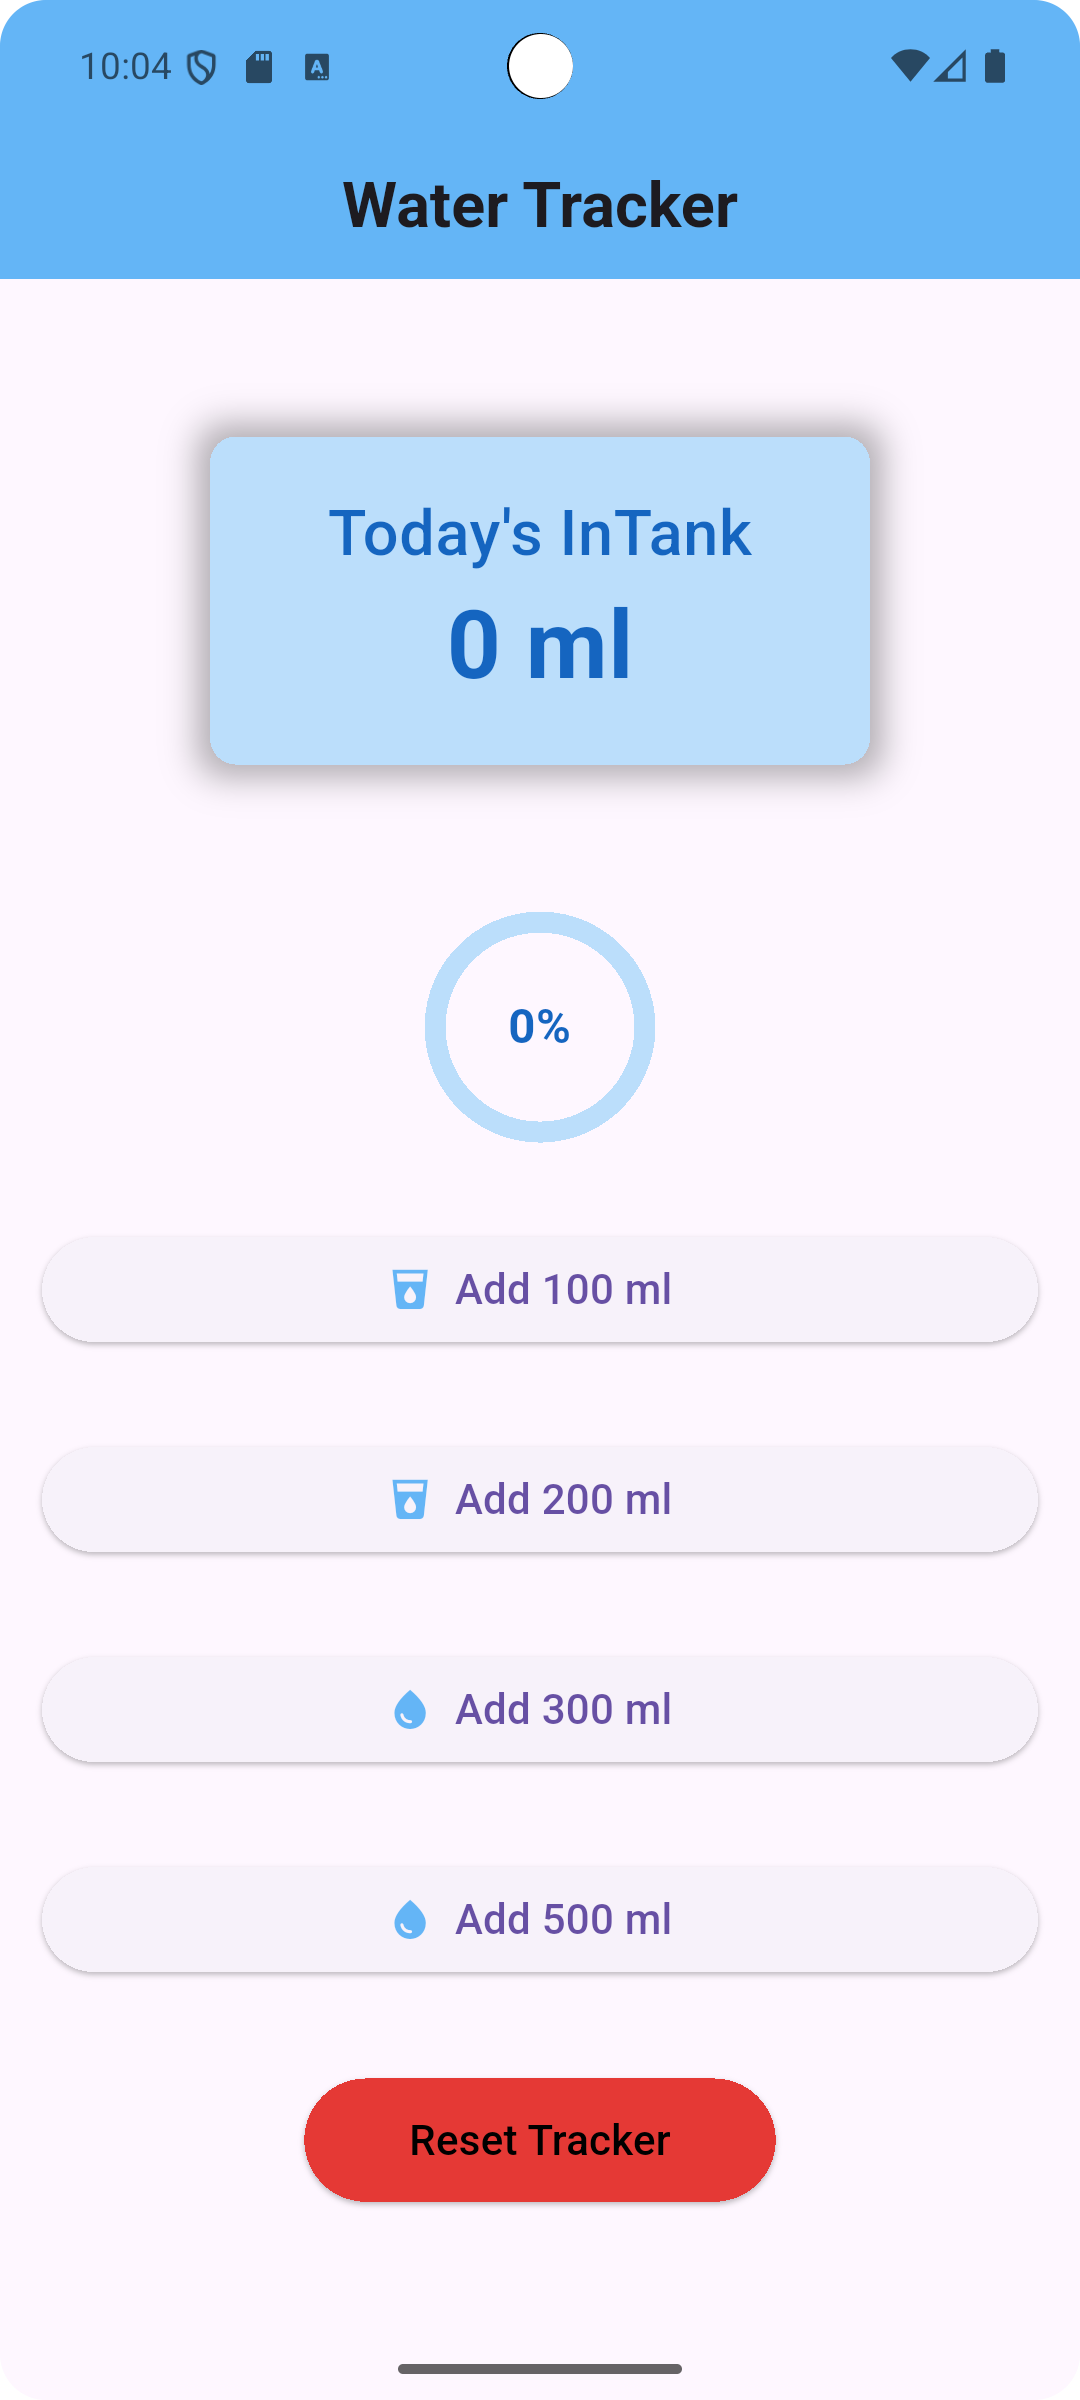 10:04
Water Tracker
Today's InTank
0 ml
0%
Add 100 ml
Add 200 ml
Add 300 ml
Add 500 ml
Reset Tracker